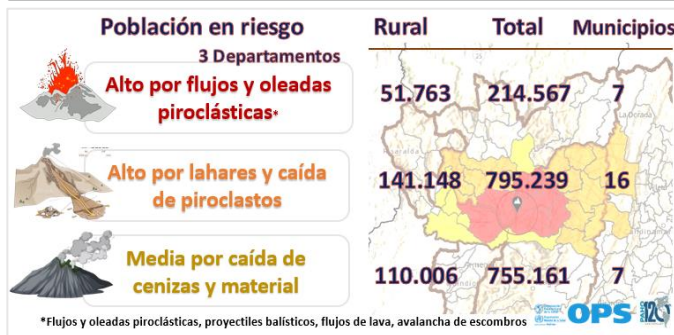 Población en riesgo Rural Total Municipios
3 Departamentos
Alto por flujos y oleadas
piroclásticas*
51.763 214.567 7
Alto por lahares y caída
de piroclastos
141.148 795.239 16
Media por caída de
cenizas y material
110.006 755.161 7
*Flujos y oleadas piroclásticas, proyectiles balísticos, flujos de lava, avalancha de escombros
OPS
120